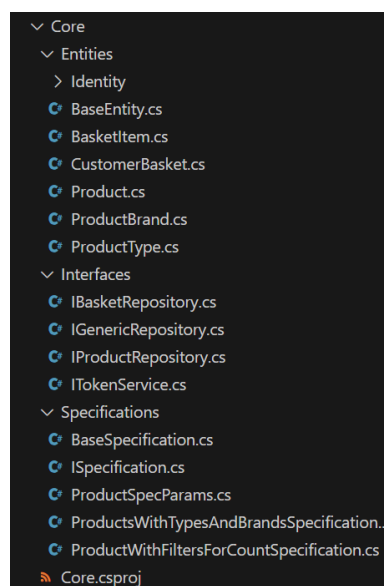 Core
Entities
Identity
BaseEntity.cs
BasketItem.cs
CustomerBasket.cs
Product.cs
ProductBrand.cs
ProductType.cs
Interfaces
IBasketRepository.cs
IGenericRepository.cs
IProductRepository.cs
ITokenService.cs
Specifications
BaseSpecification.cs
ISpecification.cs
ProductSpecParams.cs
ProductsWithTypesAndBrandsSpecification...
ProductWithFiltersForCountSpecification.cs
Core.csproj